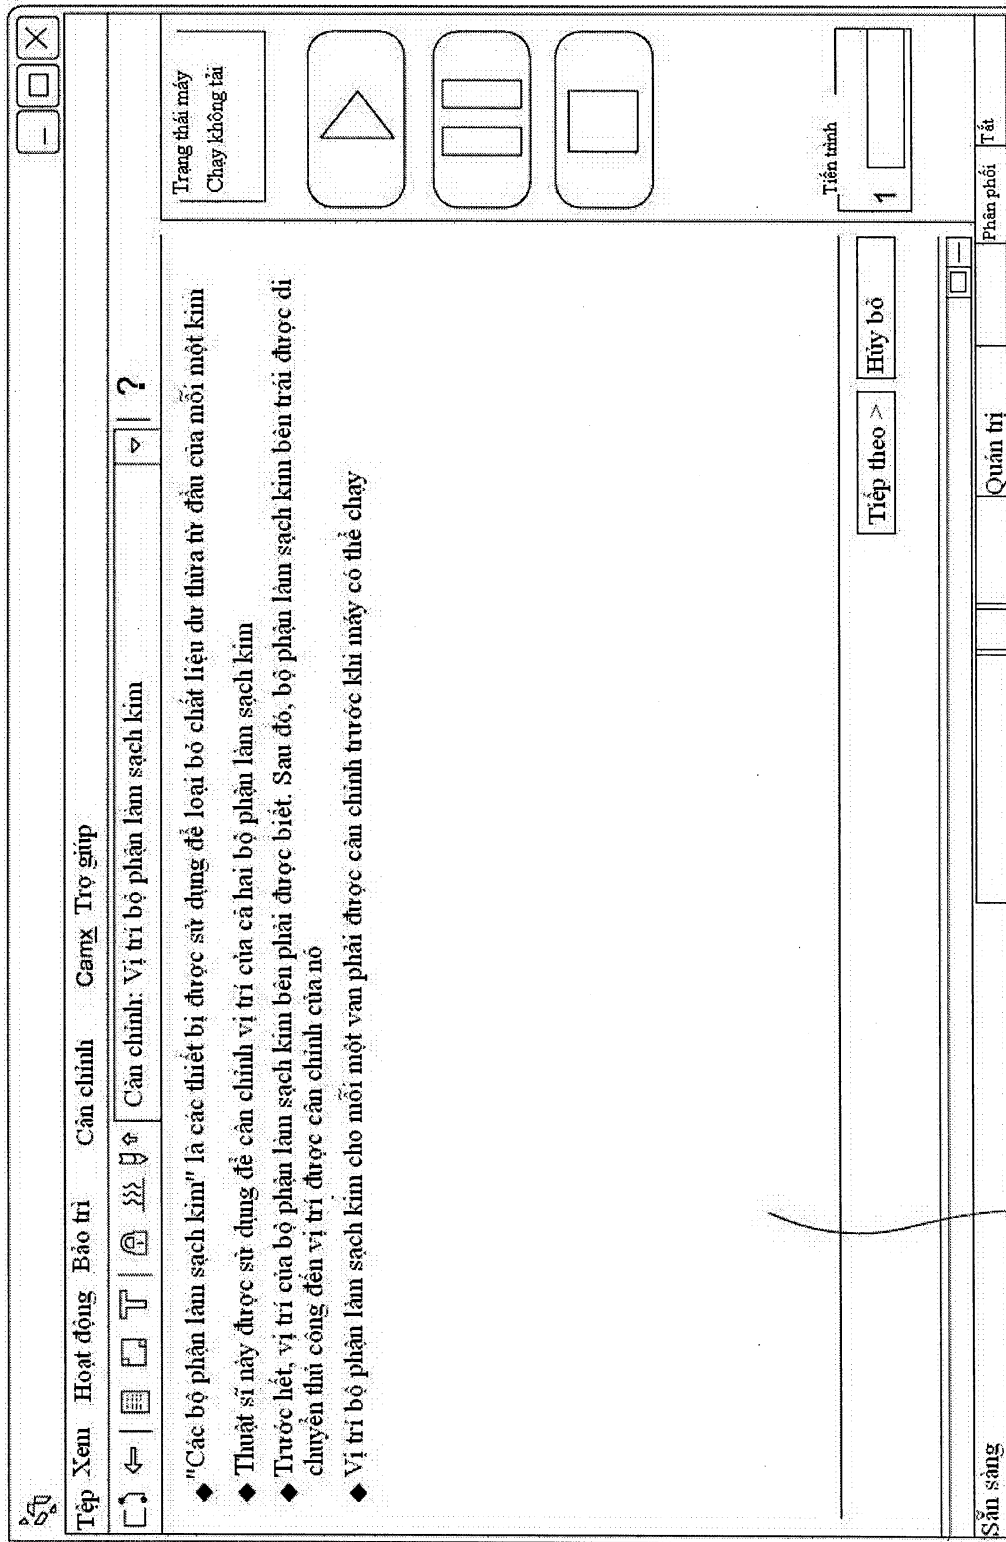 Tệp Xem Hoạt động Bảo trì Cân chỉnh Camx Trợ giúp
Cân chỉnh: Vị trí bộ phận làm sạch kim ?
◆ "Các bộ phận làm sạch kim" là các thiết bị được sử dụng để loại bỏ chất liệu dư thừa từ đầu của mỗi một kim
◆ Thuật sĩ này được sử dụng để cân chỉnh vị trí của cả hai bộ phận làm sạch kim
◆ Trước hết, vị trí của bộ phận làm sạch kim bên phải được biết. Sau đó, bộ phận làm sạch kim bên trái được di
chuyển thủ công đến vị trí được cân chỉnh của nó
◆ Vị trí bộ phận làm sạch kim cho mỗi một van phải được cân chỉnh trước khi máy có thể chạy
Trạng thái máy
Chạy không tải
Tiến trình
1
Tiếp theo > Hủy bỏ
Sẵn sàng Quản trị Phân phối Tắt